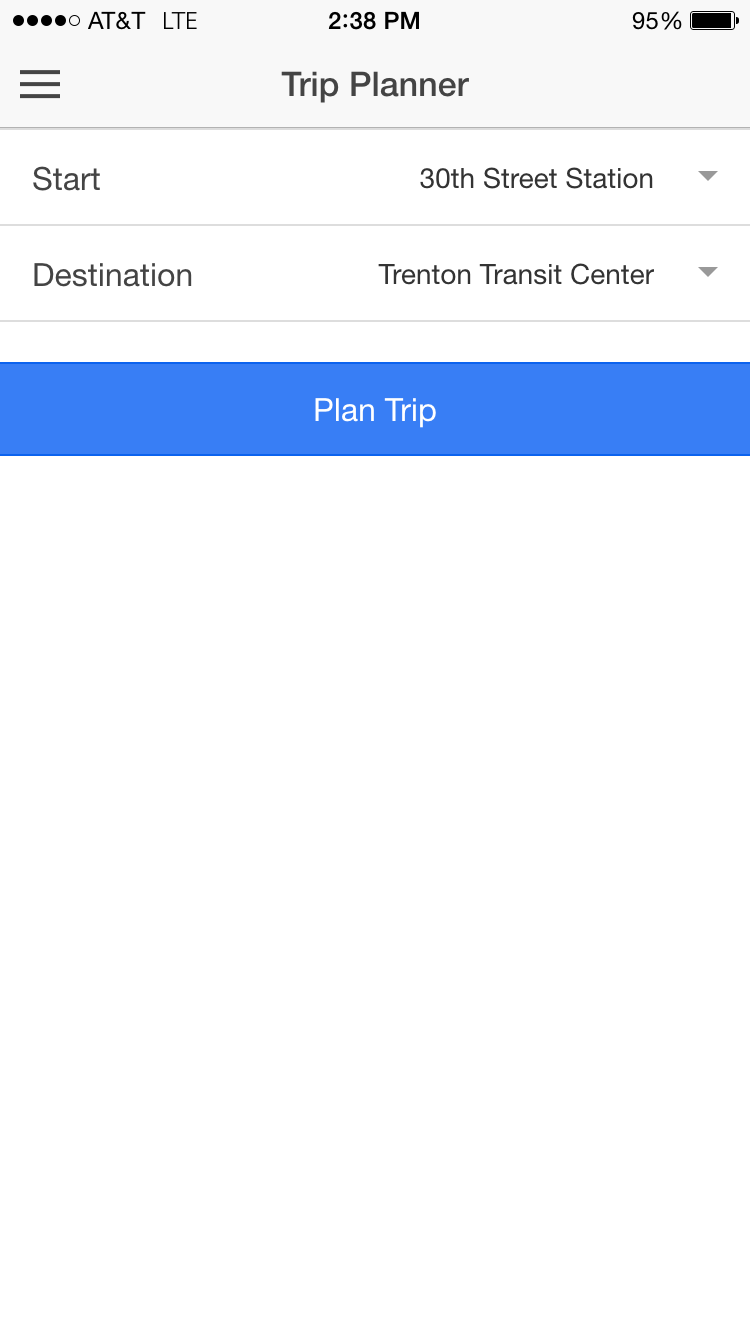 AT&T LTE 2:38 PM 95%
Trip Planner
Start 30th Street Station
Destination Trenton Transit Center
Plan Trip